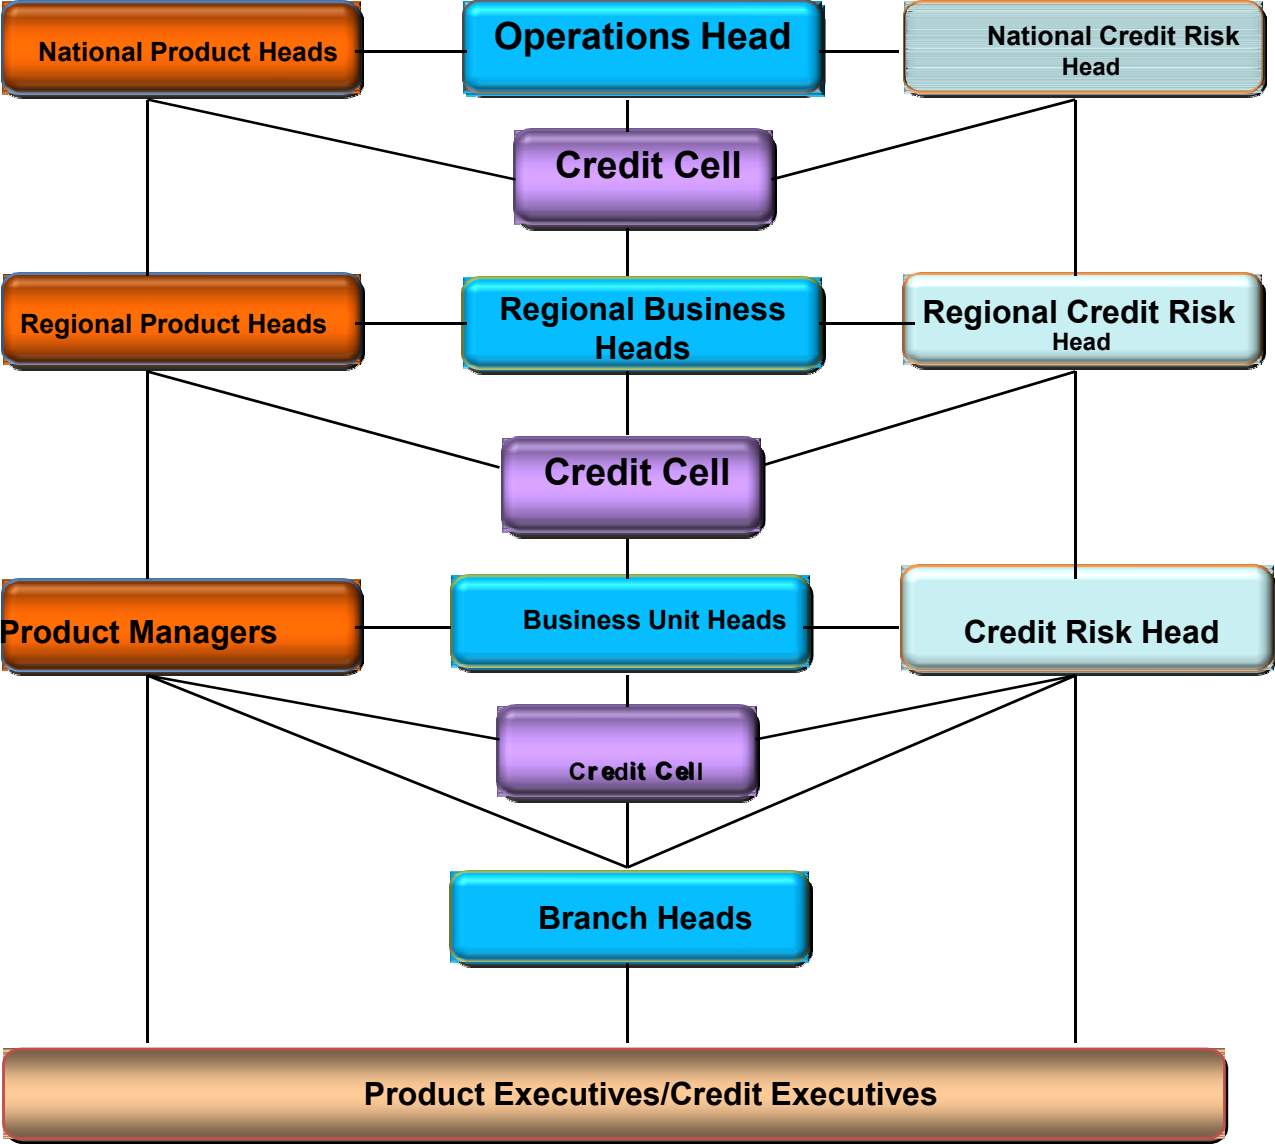 National Product Heads
Operations Head
National Credit Risk
Head
Credit Cell
Regional Product Heads
Regional Business
Heads
Regional Credit Risk
Head
Credit Cell
Product Managers
Business Unit Heads
Credit Risk Head
Credit Cell
Branch Heads
Product Executives/Credit Executives